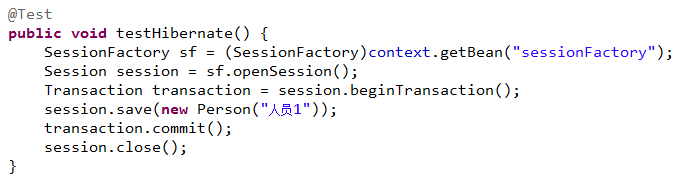 @Test
public void testHibernate() {
    SessionFactory sf = (SessionFactory)context.getBean("sessionFactory");
    Session session = sf.openSession();
    Transaction transaction = session.beginTransaction();
    session.save(new Person("人员1"));
    transaction.commit();
    session.close();
}